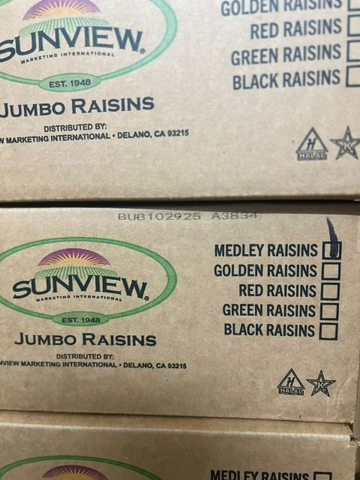 SUNVIEW®
MARKETING INTERNATIONAL
EST. 1948
JUMBO RAISINS
DISTRIBUTED BY:
MARKETING INTERNATIONAL • DELANO, CA 93215
GOLDEN RAISINS
RED RAISINS
GREEN RAISINS
BLACK RAISINS
H
HALAL
K
BUB102925 A3834
SUNVIEW®
MARKETING INTERNATIONAL
EST. 1948
JUMBO RAISINS
DISTRIBUTED BY:
NVIEW MARKETING INTERNATIONAL • DELANO, CA 93215
MEDLEY RAISINS
GOLDEN RAISINS
RED RAISINS
GREEN RAISINS
BLACK RAISINS
H
HALAL
K
MEDLEY RAISINS